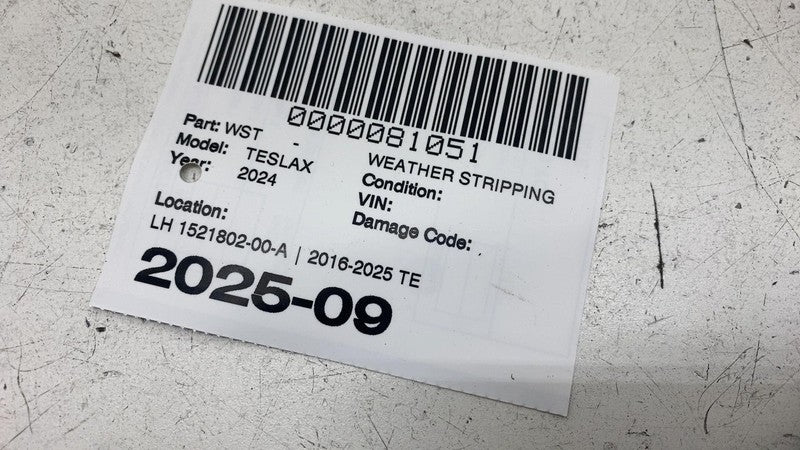 0000081051
Part: WST - WEATHER STRIPPING
Model: TESLAX Condition:
Year: 2024 VIN:
Damage Code:
Location:
LH 1521802-00-A | 2016-2025 TE
2025-09